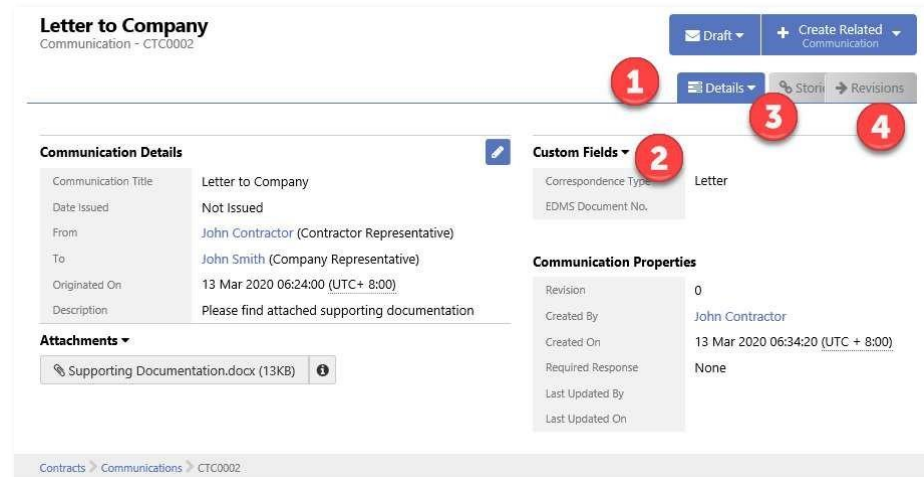 Letter to Company
Communication - CTC0002
Draft
Create Related
Communication
1
Details
Revisions
3
4
Communication Details
Communication Title Letter to Company
Date Issued Not Issued
From John Contractor (Contractor Representative)
To John Smith (Company Representative)
Originated On 13 Mar 2020 06:24:00 (UTC+ 8:00)
Description Please find attached supporting documentation
Attachments
Supporting Documentation.docx (13KB)
Custom Fields
2
Correspondence Type Letter
EDMS Document No.
Communication Properties
Revision 0
Created By John Contractor
Created On 13 Mar 2020 06:34:20 (UTC + 8:00)
Required Response None
Last Updated By
Last Updated On
Contracts > Communications > CTC0002